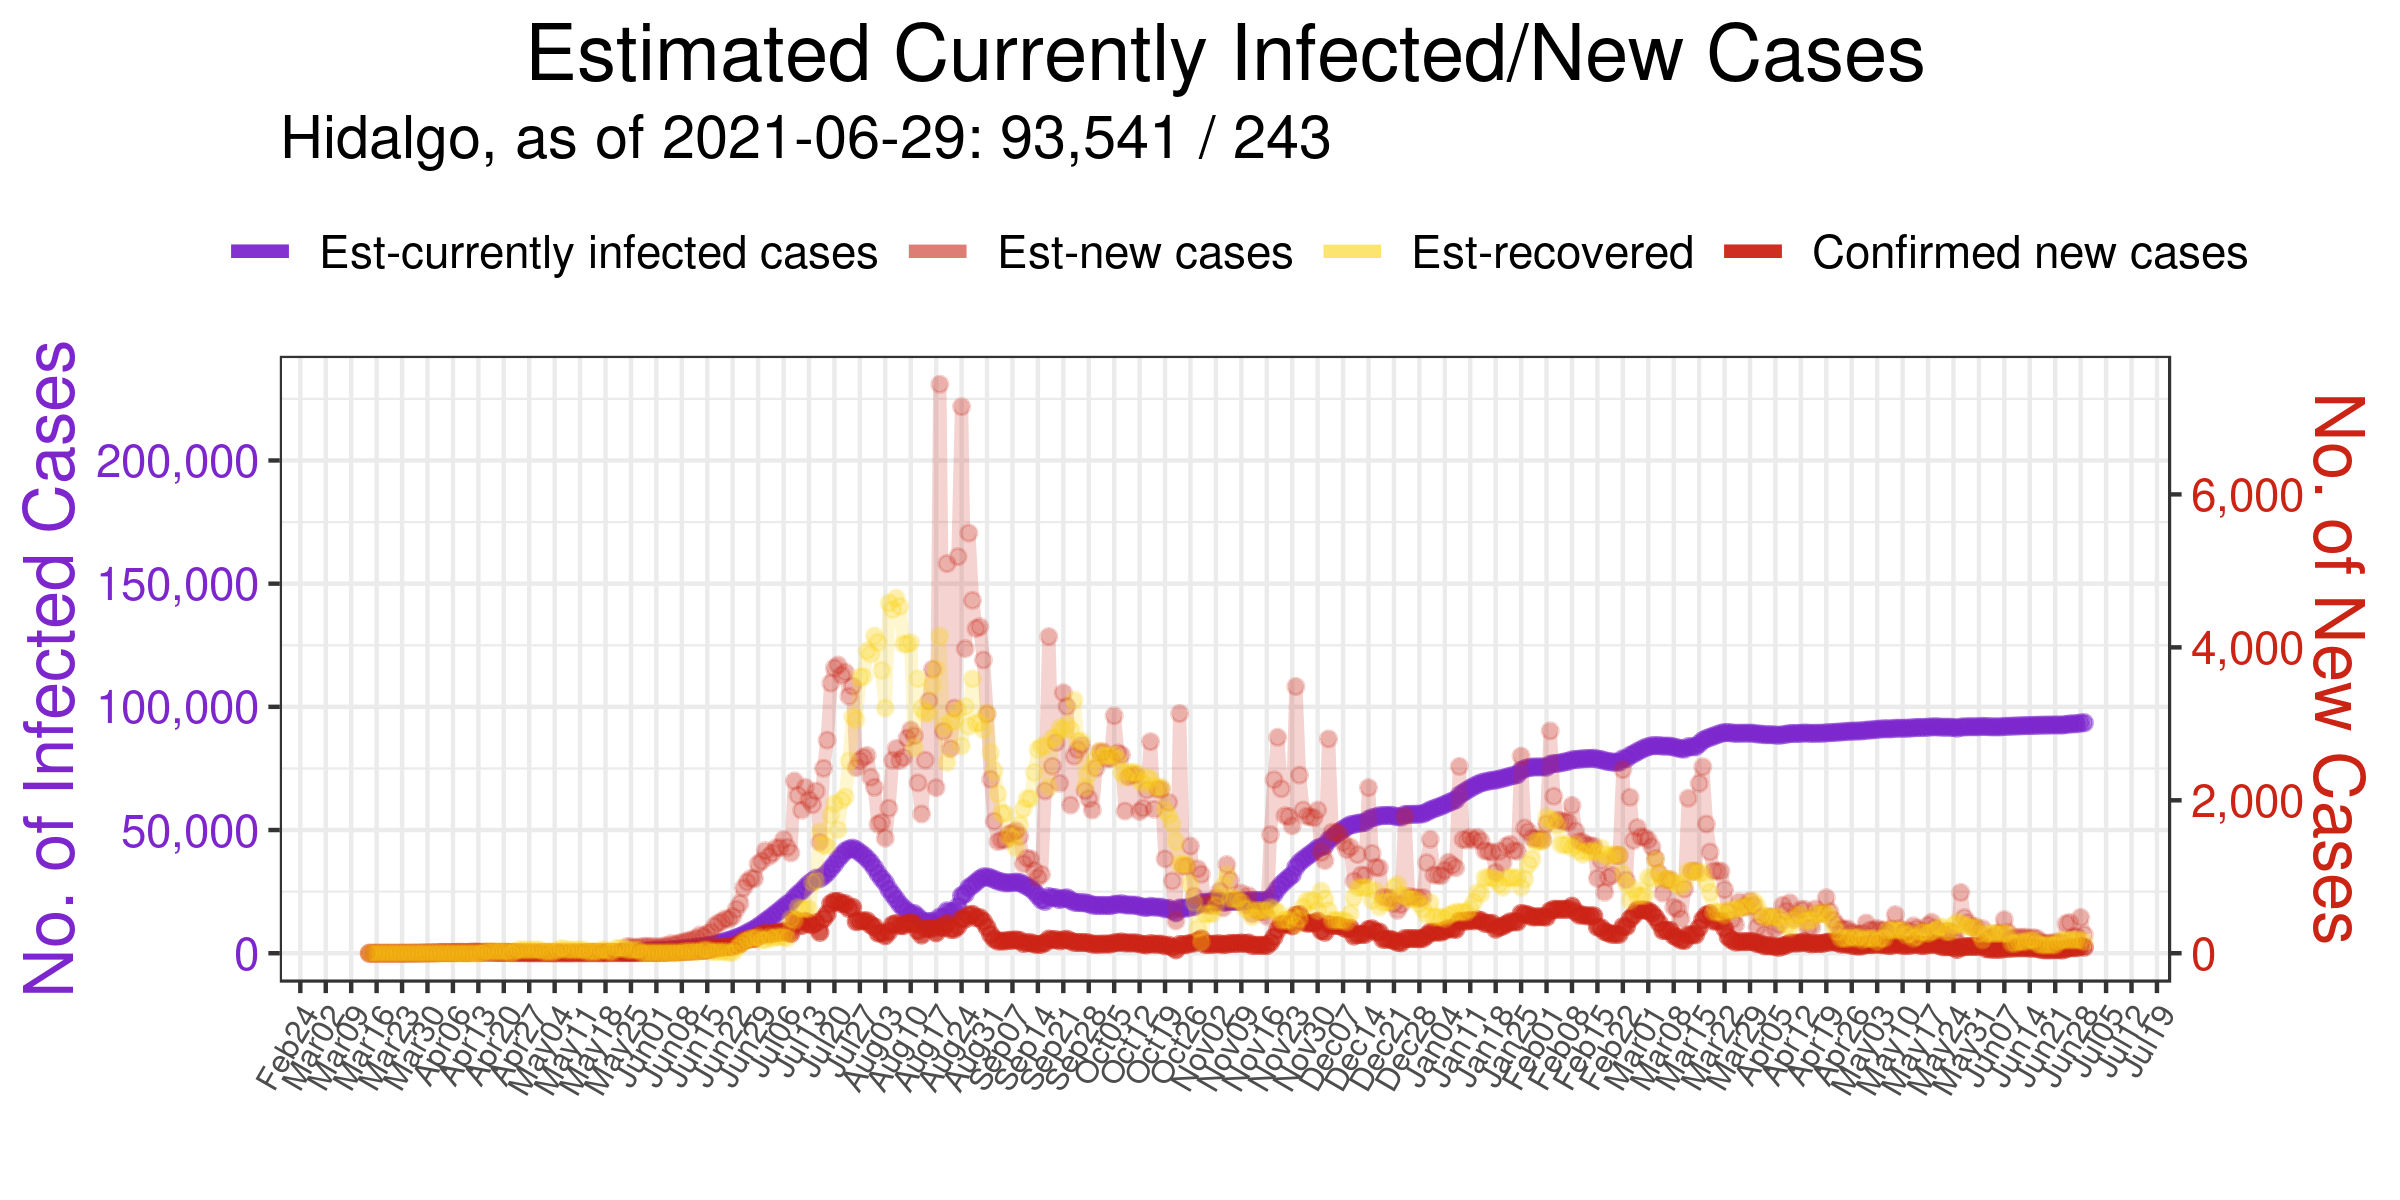 Estimated Currently Infected/New Cases
Hidalgo, as of 2021-06-29: 93,541 / 243
Est-currently infected cases Est-new cases Est-recovered Confirmed new cases
No. of Infected Cases
200,000
150,000
100,000
50,000
0
6,000
4,000
2,000
0
No. of New Cases
Feb24
Mar02
Mar09
Mar16
Mar23
Mar30
Apr06
Apr13
Apr20
Apr27
May04
May11
May18
May25
Jun01
Jun08
Jun15
Jun22
Jun29
Jul06
Jul13
Jul20
Jul27
Aug03
Aug10
Aug17
Aug24
Aug31
Sep07
Sep14
Sep21
Sep28
Oct05
Oct12
Oct19
Oct26
Nov02
Nov09
Nov16
Nov23
Nov30
Dec07
Dec14
Dec21
Dec28
Jan04
Jan11
Jan18
Jan25
Feb01
Feb08
Feb15
Feb22
Mar01
Mar08
Mar15
Mar22
Mar29
Apr05
Apr12
Apr19
Apr26
May03
May10
May17
May24
May31
Jun07
Jun14
Jun21
Jun28
Jul05
Jul12
Jul19